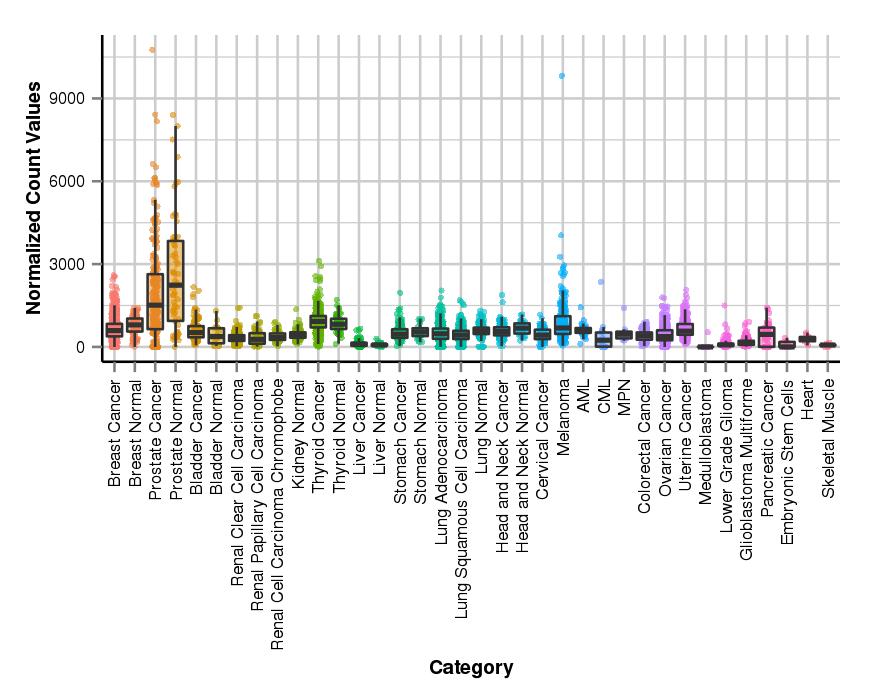 Normalized Count Values
9000
6000
3000
0
Breast Cancer
Breast Normal
Prostate Cancer
Prostate Normal
Bladder Cancer
Bladder Normal
Renal Clear Cell Carcinoma
Renal Papillary Cell Carcinoma
Renal Cell Carcinoma Chromophobe
Kidney Normal
Thyroid Cancer
Thyroid Normal
Liver Cancer
Liver Normal
Stomach Cancer
Stomach Normal
Lung Adenocarcinoma
Lung Squamous Cell Carcinoma
Lung Normal
Head and Neck Cancer
Head and Neck Normal
Cervical Cancer
Melanoma
AML
CML
MPN
Colorectal Cancer
Ovarian Cancer
Uterine Cancer
Medulloblastoma
Lower Grade Glioma
Glioblastoma Multiforme
Pancreatic Cancer
Embryonic Stem Cells
Heart
Skeletal Muscle
Category